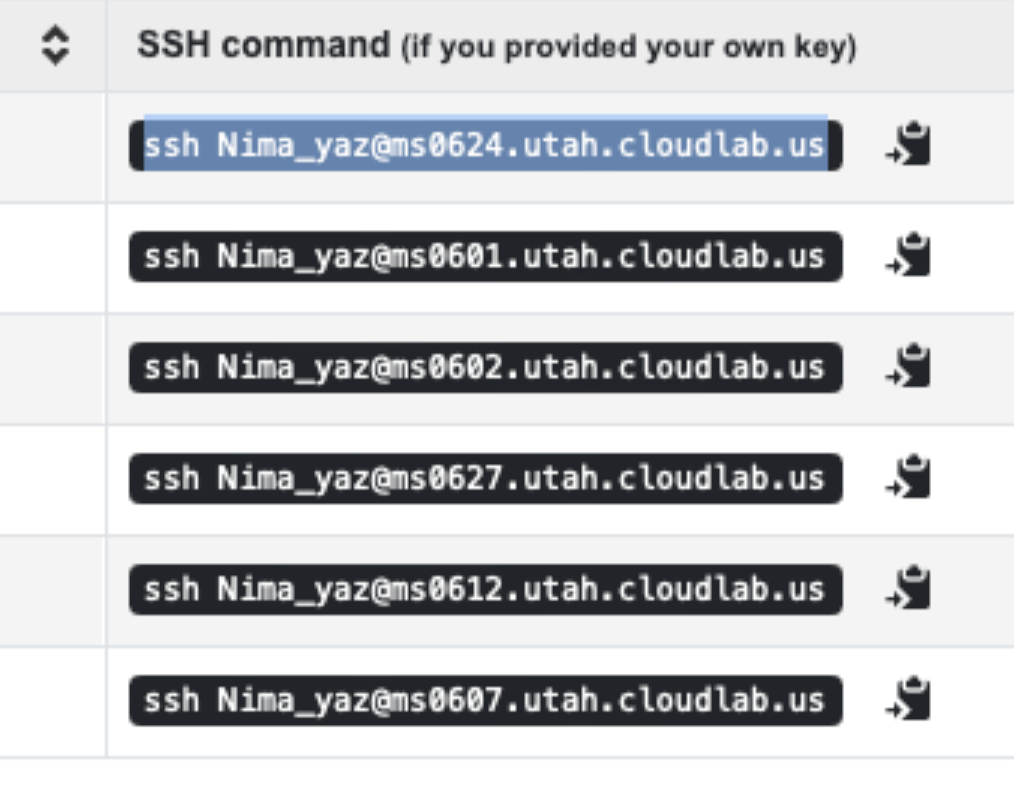 SSH command (if you provided your own key)
ssh Nima_yaz@ms0624.utah.cloudlab.us
ssh Nima_yaz@ms0601.utah.cloudlab.us
ssh Nima_yaz@ms0602.utah.cloudlab.us
ssh Nima_yaz@ms0627.utah.cloudlab.us
ssh Nima_yaz@ms0612.utah.cloudlab.us
ssh Nima_yaz@ms0607.utah.cloudlab.us